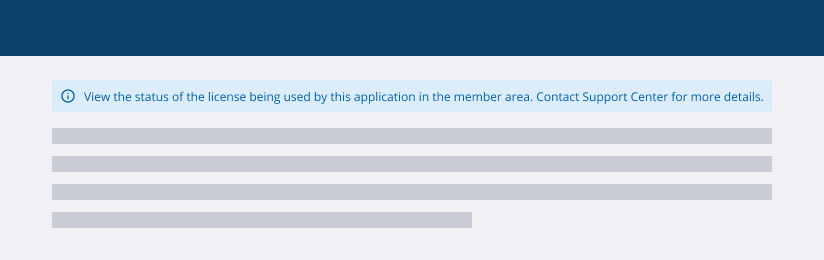 View the status of the license being used by this application in the member area. Contact Support Center for more details.